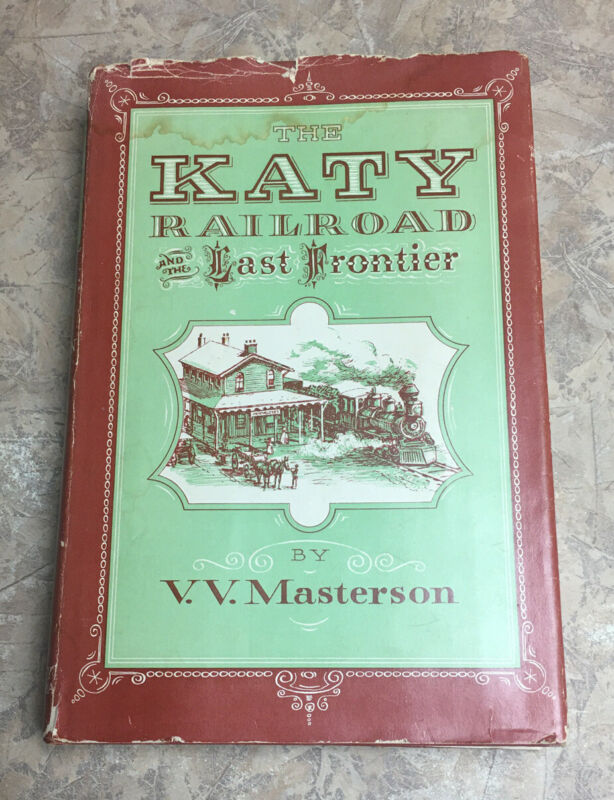 THE
KATY
RAILROAD
AND THE Last Frontier
BY
V. V. Masterson